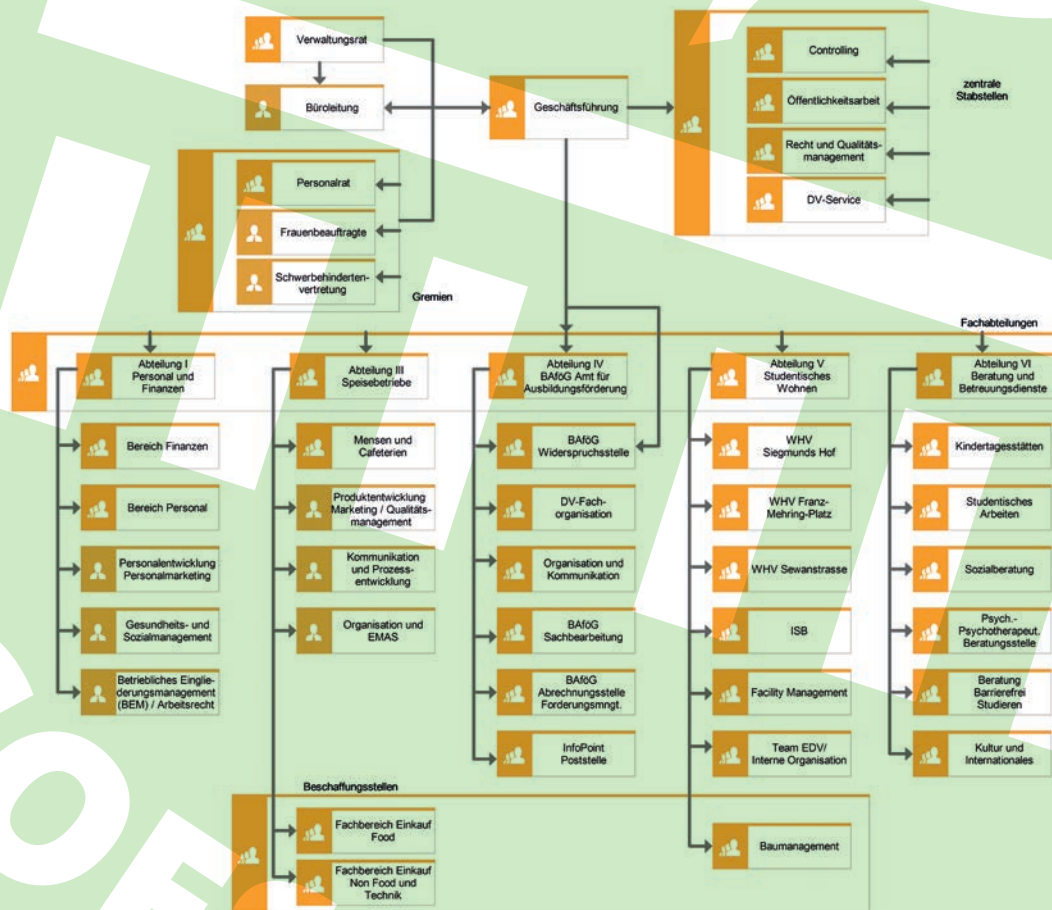 Verwaltungsrat
Büroleitung
Geschäftsführung
Controlling
Öffentlichkeitsarbeit
Recht und Qualitäts-
management
DV-Service
zentrale
Stabstellen
Personalrat
Frauenbeauftragte
Schwerbehinderten-
vertretung
Gremien
Fachabteilungen
Abteilung I
Personal und
Finanzen
Abteilung III
Speisebetriebe
Abteilung IV
BAföG Amt für
Ausbildungsförderung
Abteilung V
Studentisches
Wohnen
Abteilung VI
Beratung und
Betreuungsdienste
Bereich Finanzen
Bereich Personal
Personalentwicklung
Personalmarketing
Gesundheits- und
Sozialmanagement
Betriebliches Einglie-
derungsmanagement
(BEM) / Arbeitsrecht
Mensen und
Cafeterien
Produktentwicklung
Marketing / Qualitäts-
management
Kommunikation
und Prozess-
entwicklung
Organisation und
EMAS
BAföG
Widerspruchsstelle
DV-Fach-
organisation
Organisation und
Kommunikation
BAföG
Sachbearbeitung
BAföG
Abrechnungsstelle
Forderungsmngt.
InfoPoint
Poststelle
WHV
Siegmunds Hof
WHV Franz-
Mehring-Platz
WHV Sewanstrasse
ISB
Facility Management
Team EDV/
Interne Organisation
Kindertagesstätten
Studentisches
Arbeiten
Sozialberatung
Psych.-
Psychotherapeut.
Beratungsstelle
Beratung
Barrierefrei
Studieren
Kultur und
Internationales
Beschaffungsstellen
Fachbereich Einkauf
Food
Fachbereich Einkauf
Non Food und
Technik
Baumanagement